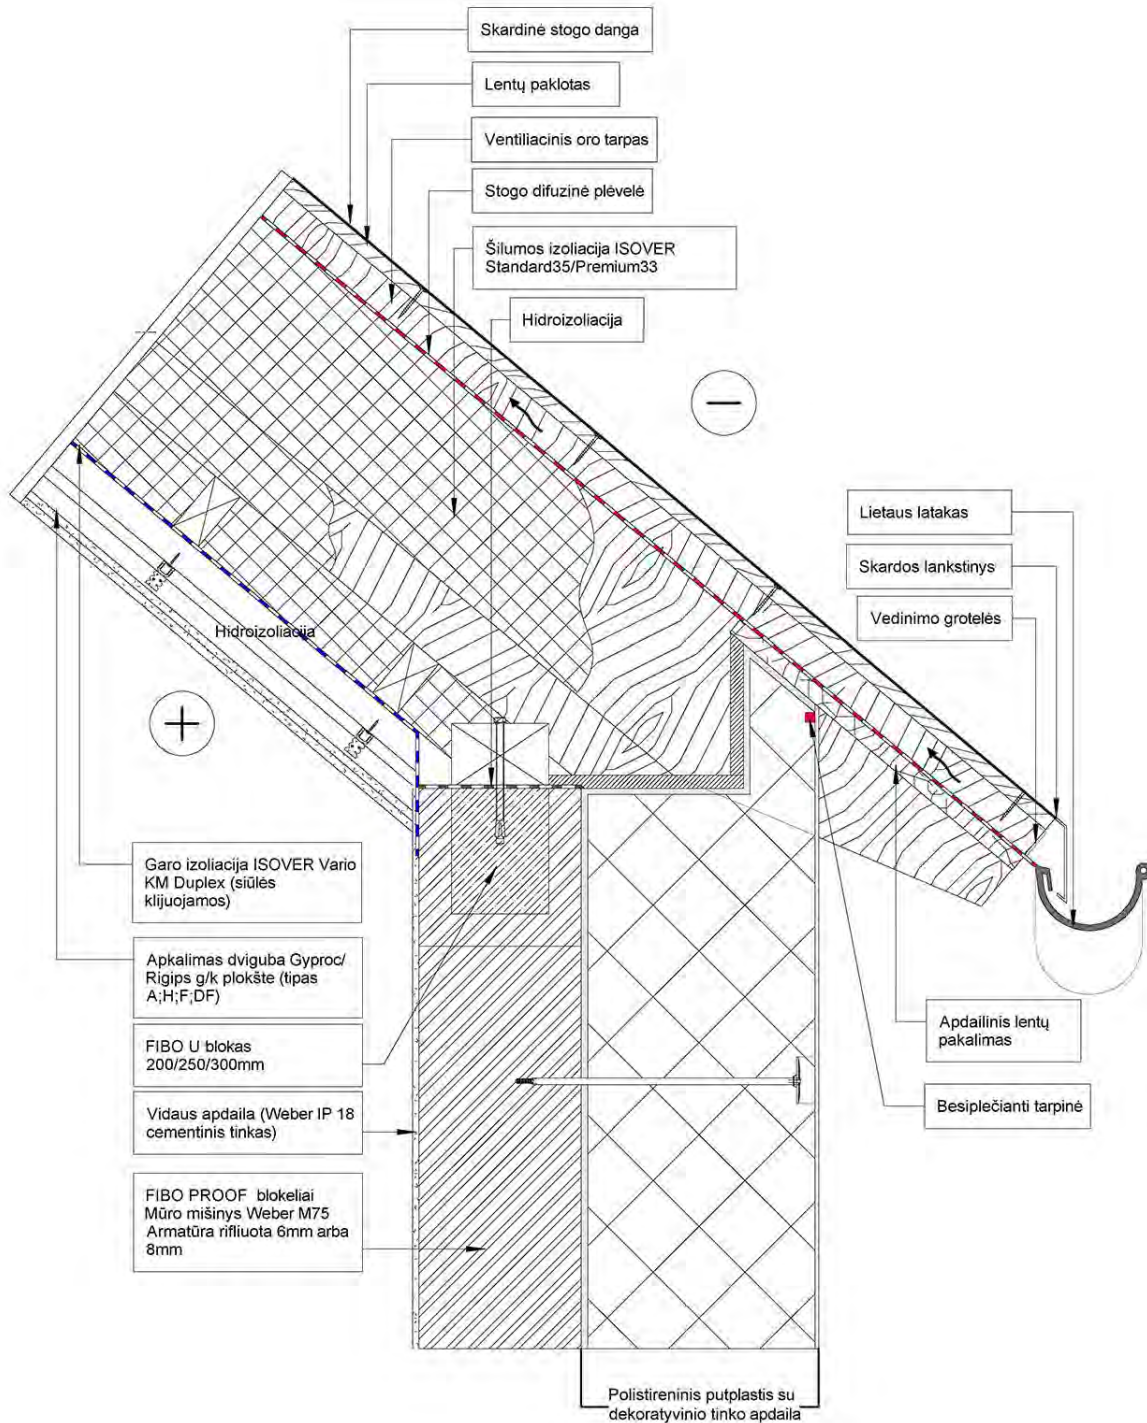 Skardinė stogo danga
Lentų paklotas
Ventiliacinis oro tarpas
Stogo difuzinė plėvelė
Šilumos izoliacija ISOVER
Standard35/Premium33
Hidroizoliacija
Lietaus latakas
Skardos lankstinys
Vedinimo grotelės
Hidroizoliacija
Garo izoliacija ISOVER Vario
KM Duplex (siūlės
klijuojamos)
Apkalimas dviguba Gyproc/
Rigips g/k plokšte (tipas
A;H;F;DF)
FIBO U blokas
200/250/300mm
Vidaus apdaila (Weber IP 18
cementinis tinkas)
FIBO PROOF blokeliai
Mūro mišinys Weber M75
Armatūra rifliuota 6mm arba
8mm
Apdailinis lentų
pakalimas
Besiplečianti tarpinė
Polistireninis putplastis su
dekoratyvinio tinko apdaila